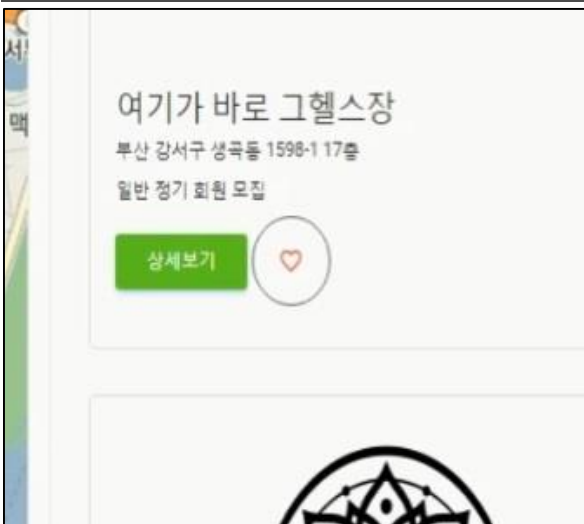 여기가 바로 그헬스장
부산 강서구 생곡동 1598-1 17층
일반 정기 회원 모집
상세보기
맥